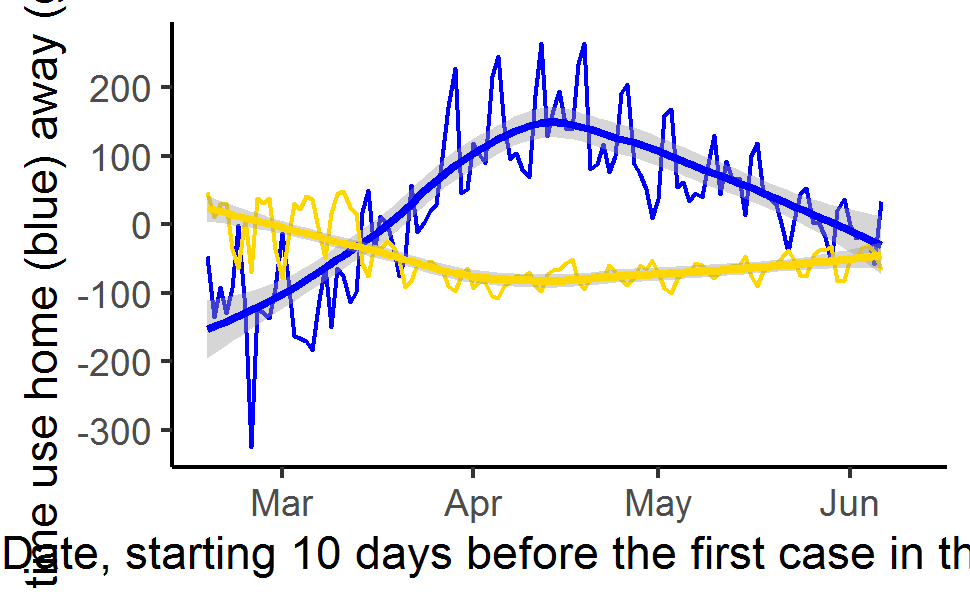 time use home (blue) away (
200
100
0
-100
-200
-300
Mar Apr May Jun
Date, starting 10 days before the first case in th